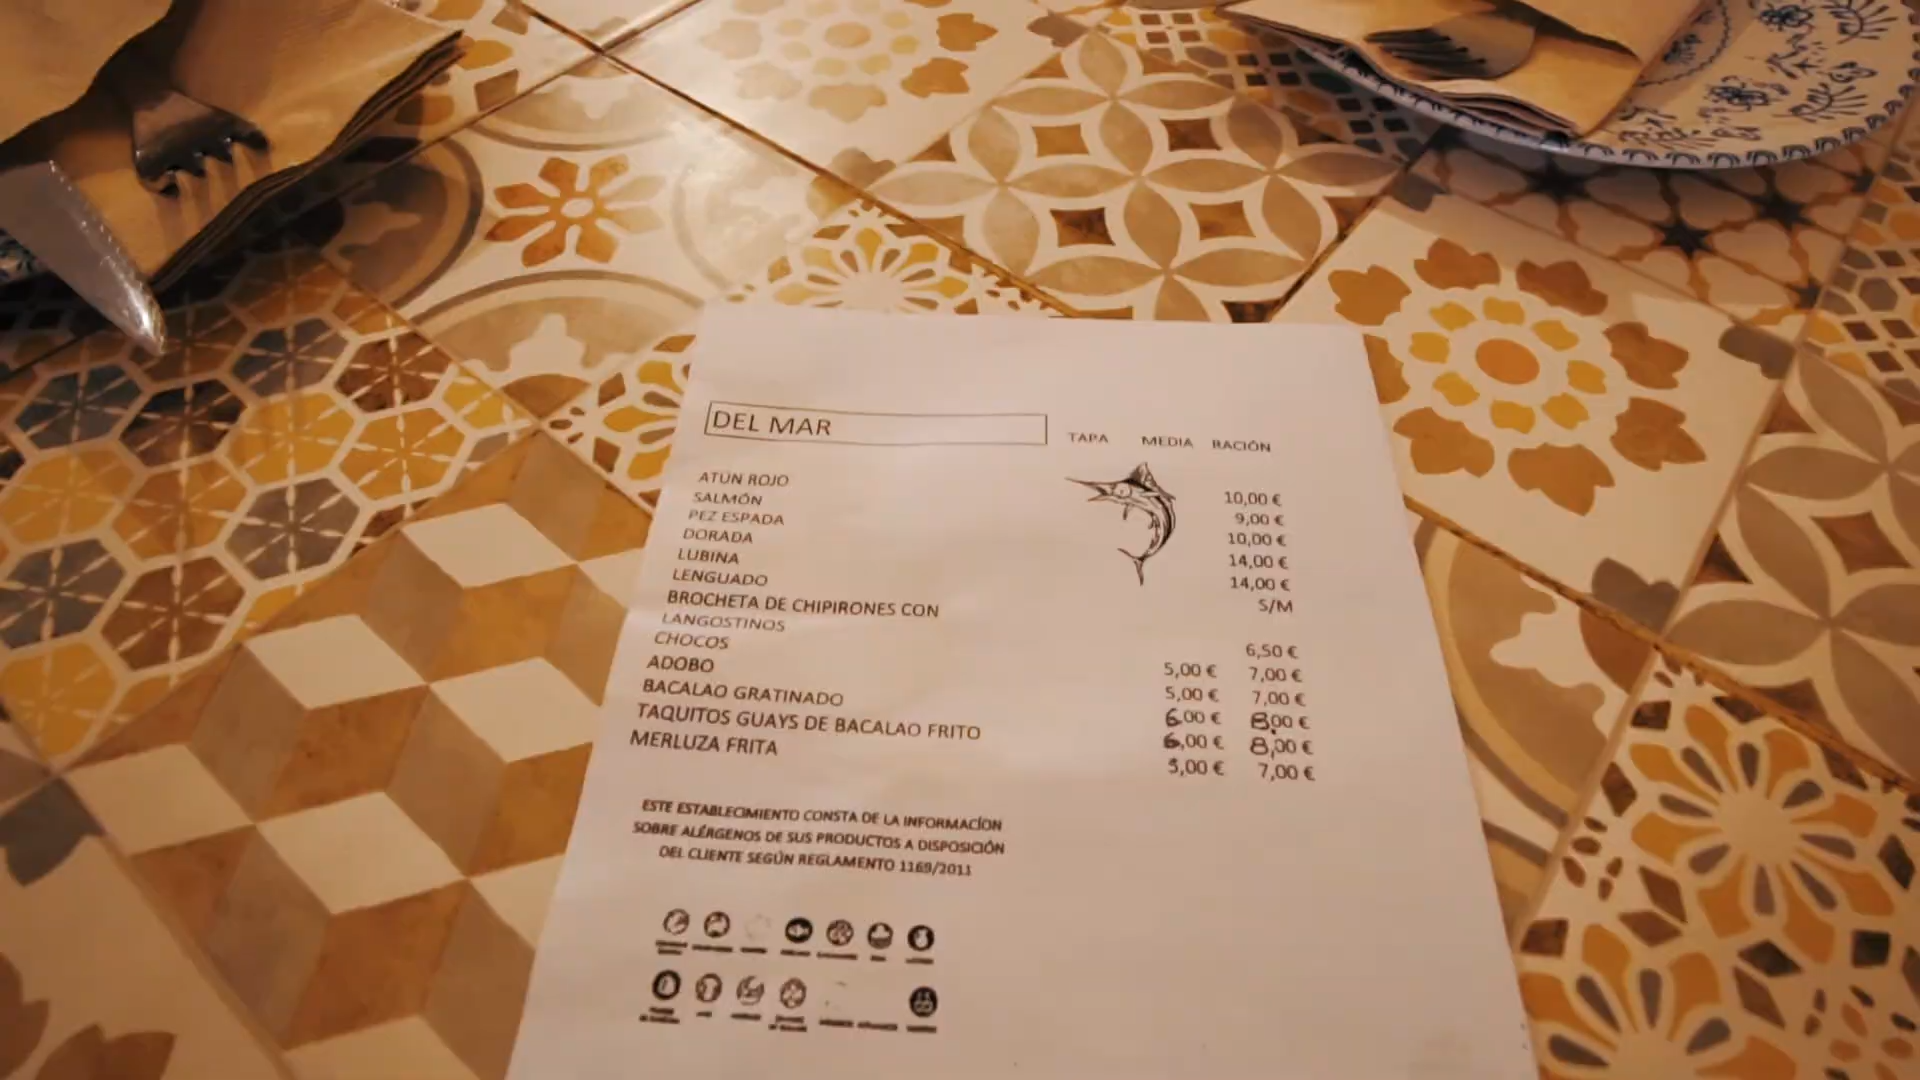 DEL MAR
TAPA MEDIA RACIÓN
ATÚN ROJO 10,00 €
SALMÓN 9,00 €
PEZ ESPADA 10,00 €
DORADA 14,00 €
LUBINA 14,00 €
LENGUADO S/M
BROCHETA DE CHIPIRONES CON
LANGOSTINOS 6,50 €
CHOCOS 5,00 € 7,00 €
ADOBO 5,00 € 7,00 €
BACALAO GRATINADO 6,00 € 8,00 €
TAQUITOS GUAYS DE BACALAO FRITO 6,00 € 8,00 €
MERLUZA FRITA 5,00 € 7,00 €
ESTE ESTABLECIMIENTO CONSTA DE LA INFORMACÍON
SOBRE ALÉRGENOS DE SUS PRODUCTOS A DISPOSICIÓN
DEL CLIENTE SEGÚN REGLAMENTO 1169/2011